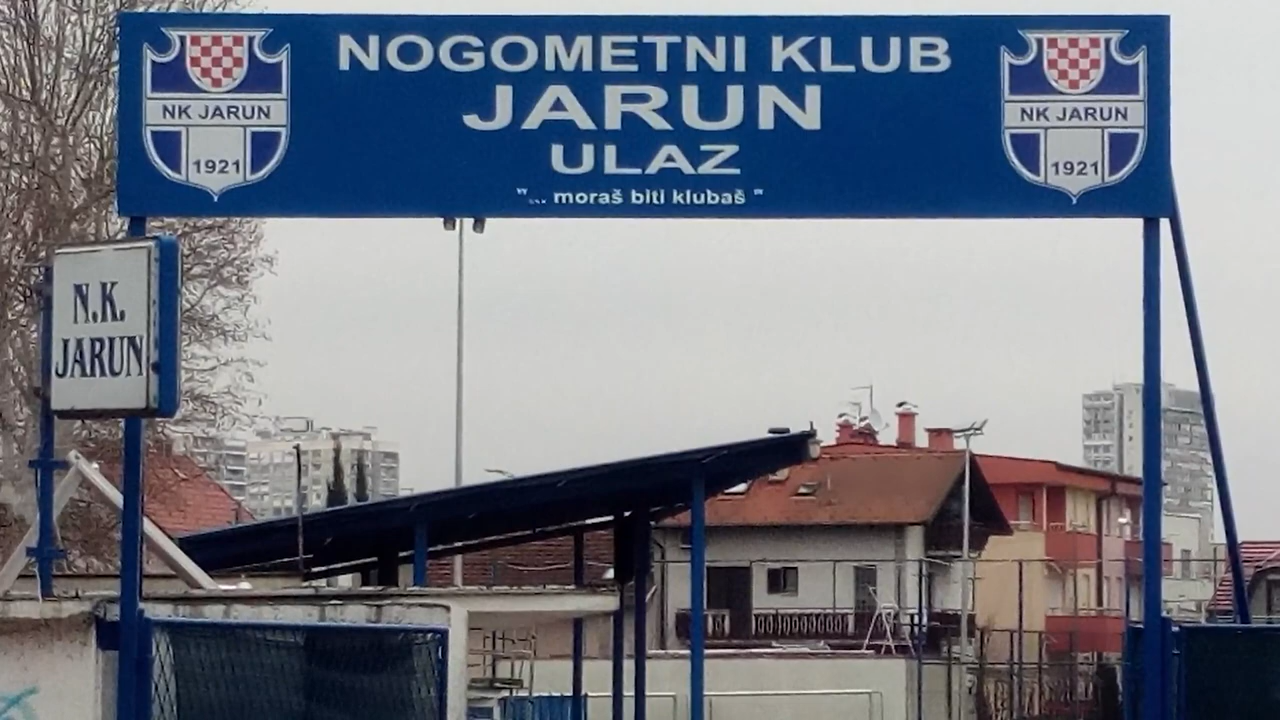 NOGOMETNI KLUB
JARUN
ULAZ
"... moraš biti klubaš "
NK JARUN
1921
NK JARUN
1921
N.K.
JARUN